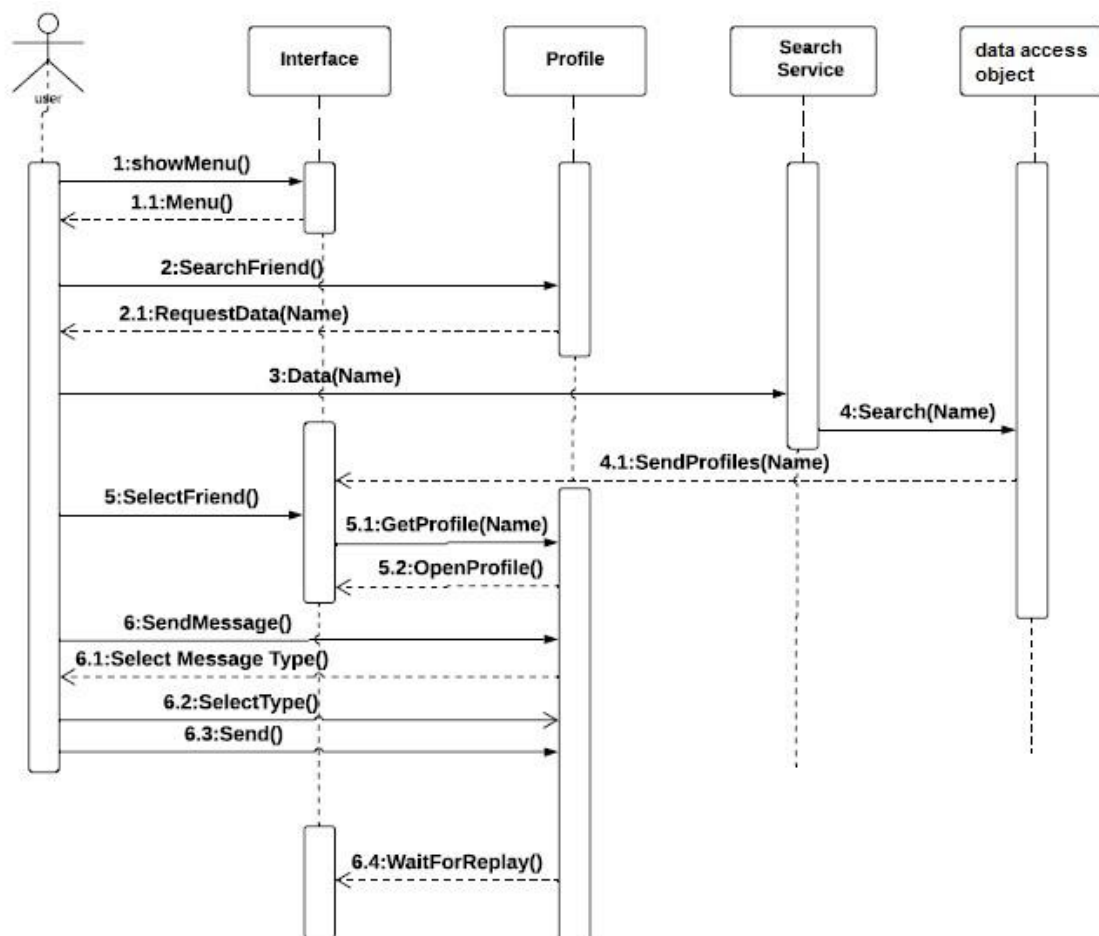 Interface
Profile
Search
Service
data access
object
user
1:showMenu()
1.1:Menu()
2:SearchFriend()
2.1:RequestData(Name)
3:Data(Name)
4:Search(Name)
4.1:SendProfiles(Name)
5:SelectFriend()
5.1:GetProfile(Name)
5.2:OpenProfile()
6:SendMessage()
6.1:Select Message Type()
6.2:SelectType()
6.3:Send()
6.4:WaitForReplay()